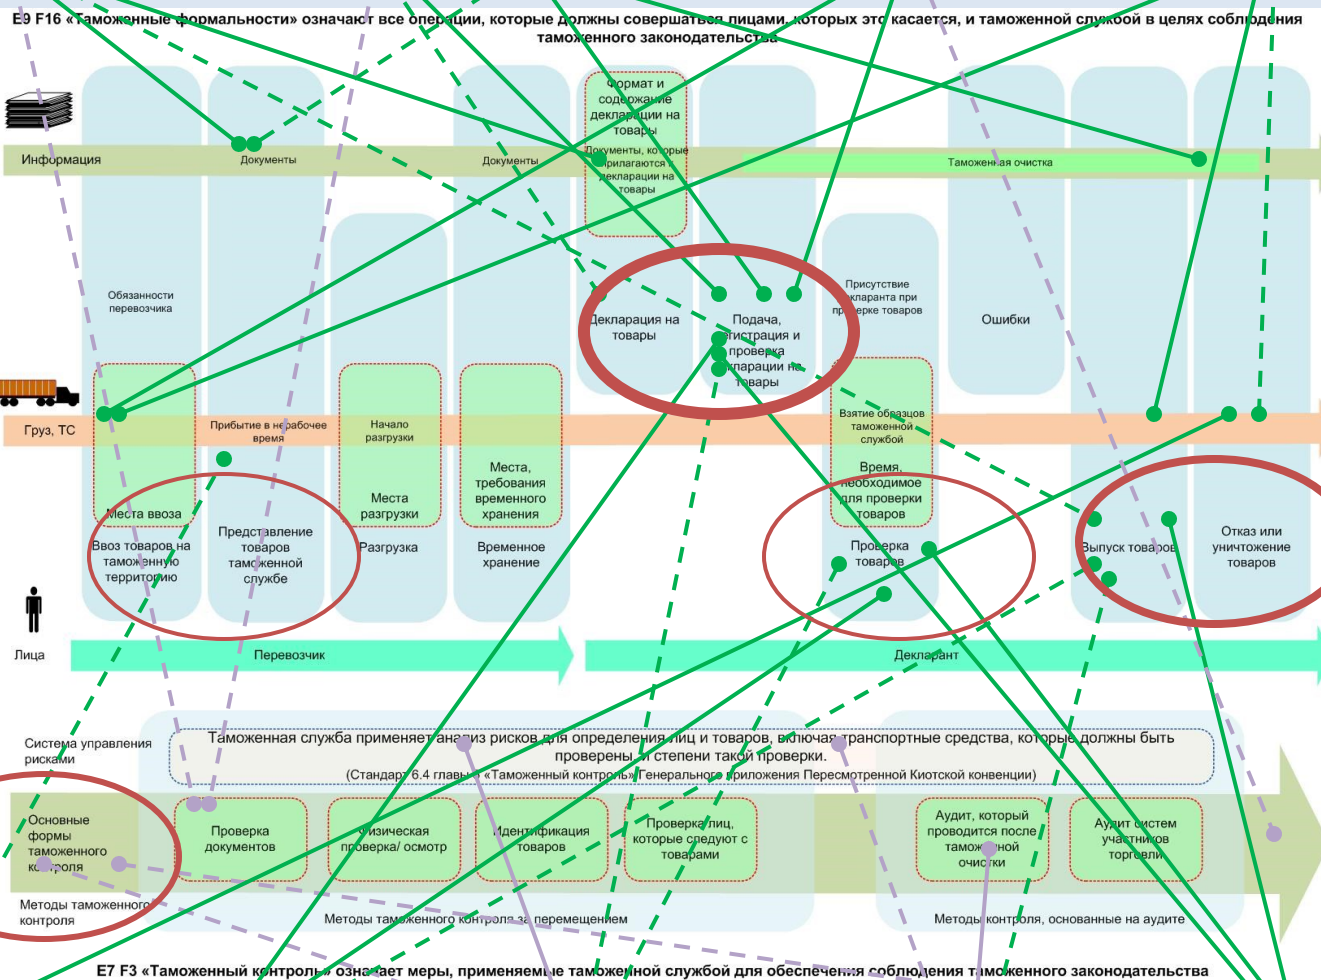 E9 F16 «Таможенные формальности» означают все операции, которые должны совершаться лицами, которых это касается, и таможенной службой в целях соблюдения
таможенного законодательства
Формат и
содержание
декларации на
товары
Информация
Документы
Документы
Документы, которые
прилагаются к
декларации на
товары
Таможенная очистка
Обязанности
перевозчика
Декларация на
товары
Подача,
регистрация и
проверка
декларации на
товары
Присутствие
декларанта при
проверке товаров
Ошибки
Груз, ТС
Прибытие в нерабочее
время
Начало
разгрузки
Взятие образцов
таможенной
службой
Места ввоза
Места
разгрузки
Места,
требования
временного
хранения
Время,
необходимое
для проверки
товаров
Ввоз товаров на
таможенную
территорию
Представление
товаров
таможенной
службе
Разгрузка
Временное
хранение
Проверка
товаров
Выпуск товаров
Отказ или
уничтожение
товаров
Лица
Перевозчик
Декларант
Система управления
рисками
Таможенная служба применяет анализ рисков для определения лиц и товаров, включая транспортные средства, которые должны быть
проверены, и степени такой проверки.
(Стандарт 6.4 главы 6 «Таможенный контроль» Генерального приложения Пересмотренной Киотской конвенции)
Основные
формы
таможенного
контроля
Проверка
документов
Физическая
проверка/ осмотр
Идентификация
товаров
Проверка лиц,
которые следуют с
товарами
Аудит, который
проводится после
таможенной
очистки
Аудит систем
участников
торговли
Методы таможенного
контроля
Методы таможенного контроля за перемещением
Методы контроля, основанные на аудите
E7 F3 «Таможенный контроль» означает меры, применяемые таможенной службой для обеспечения соблюдения таможенного законодательства